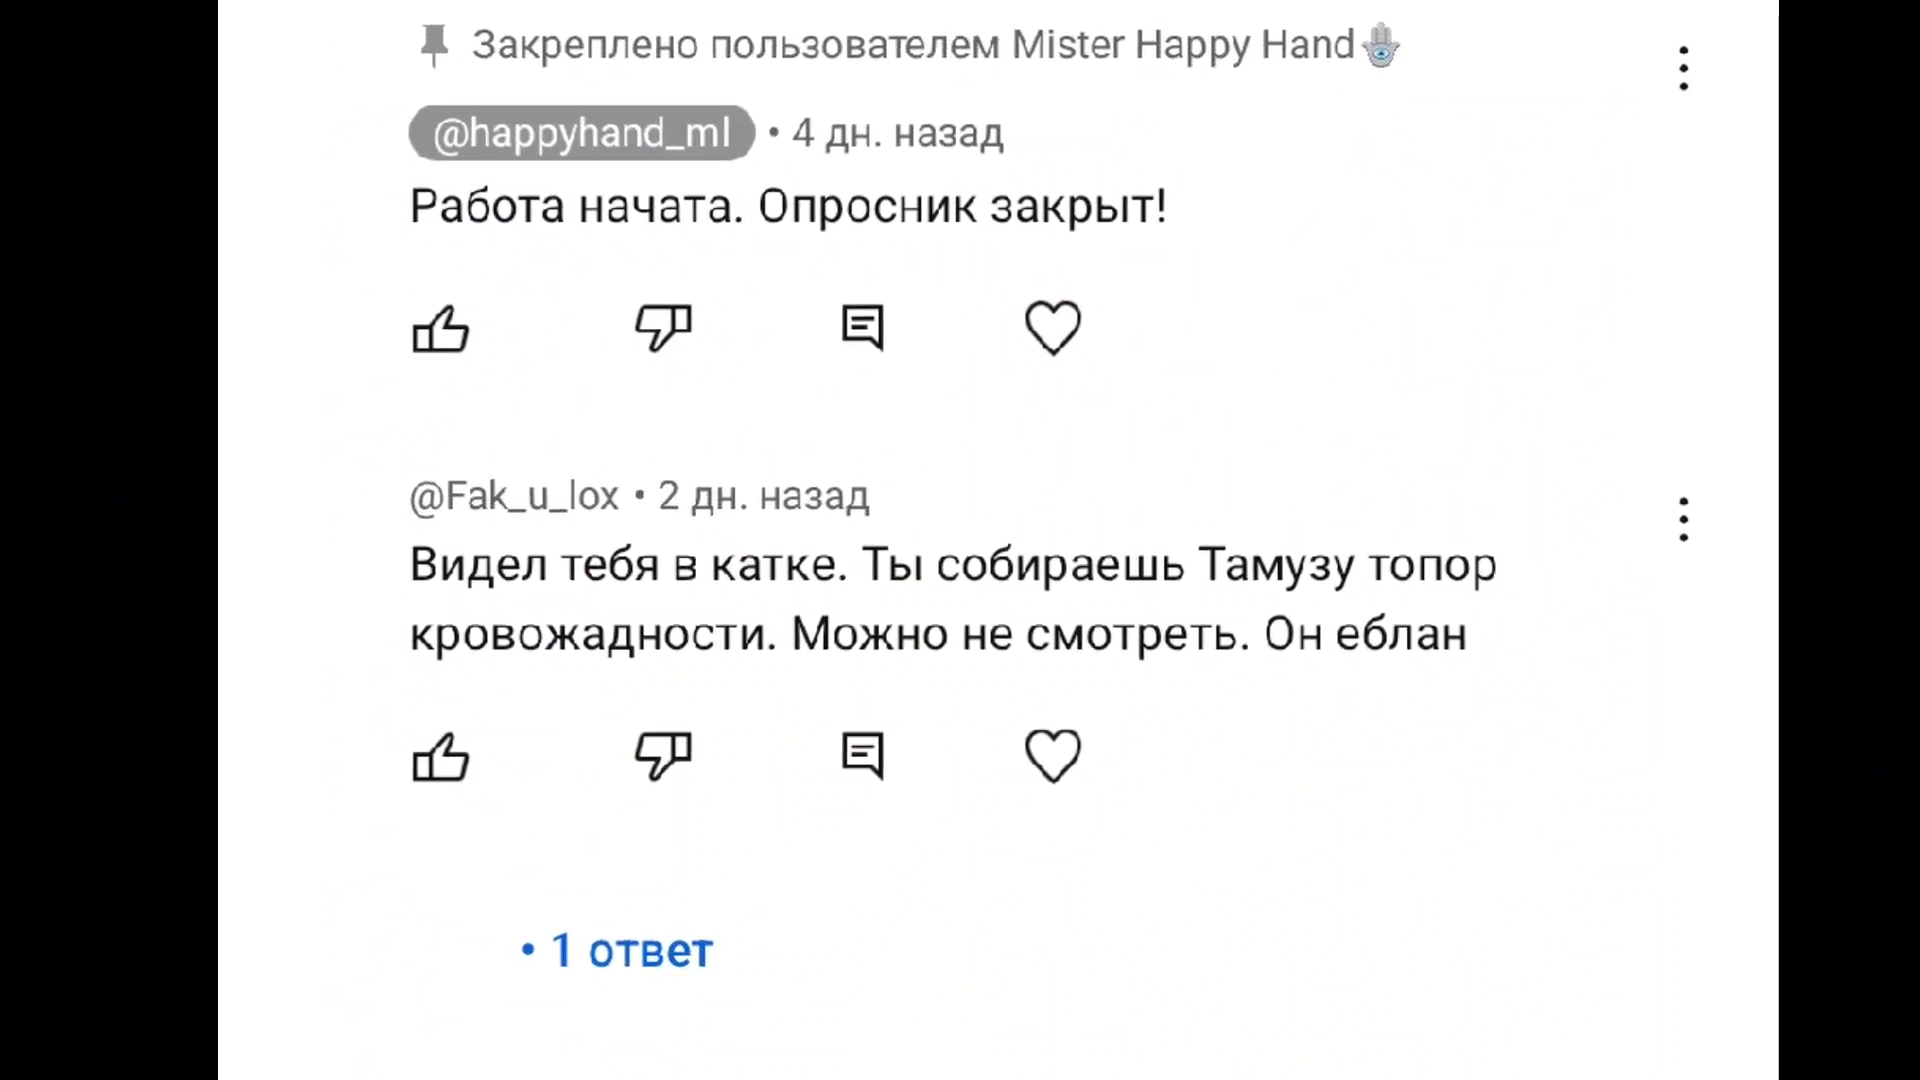 Закреплено пользователем Mister Happy Hand🪬
@happyhand_ml • 4 дн. назад
Работа начата. Опросник закрыт!
@Fak_u_lox • 2 дн. назад
Видел тебя в катке. Ты собираешь Тамузу топор
кровожадности. Можно не смотреть. Он еблан
• 1 ответ